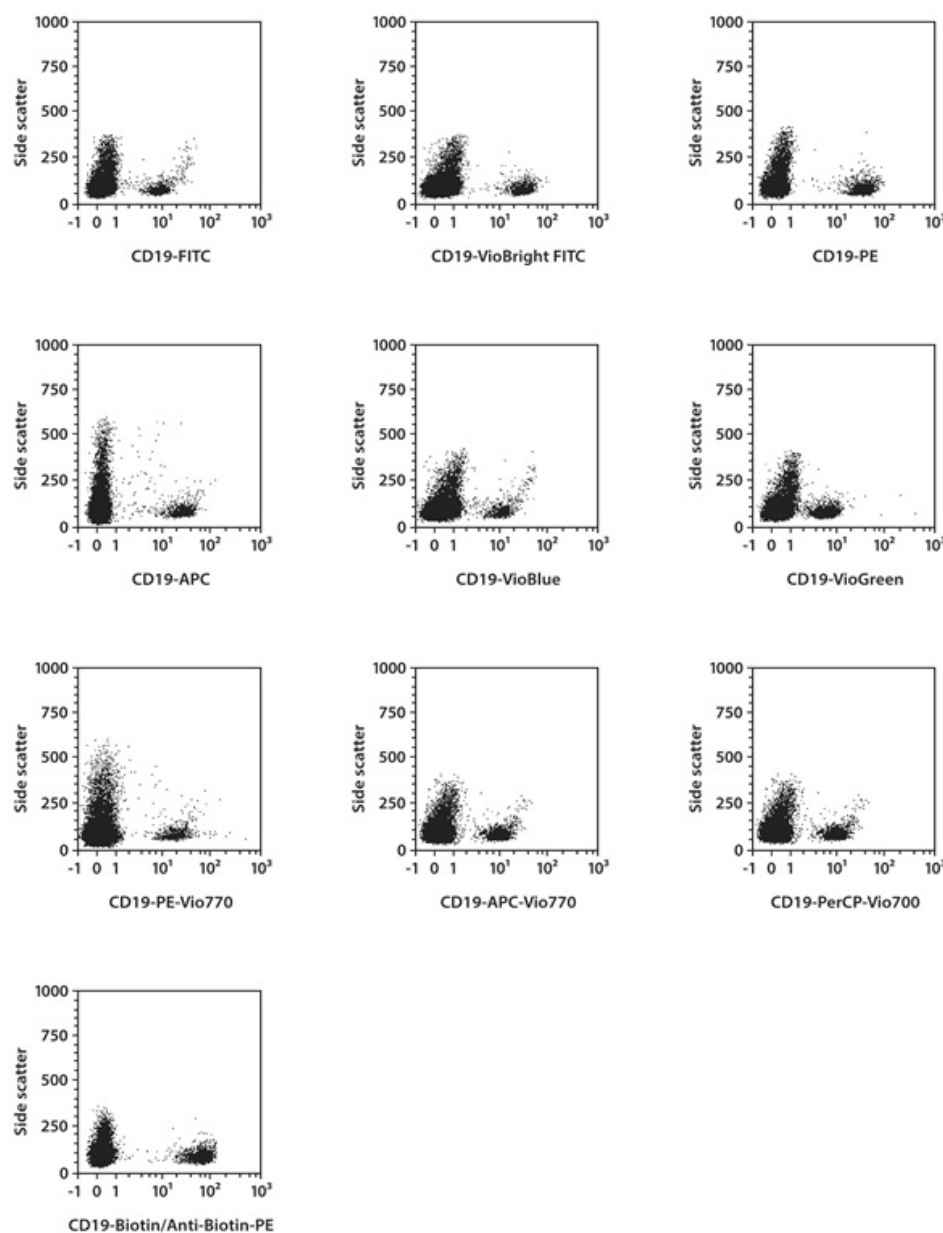 1000
750
500
250
0
Side scatter
-1 0 1 10¹ 10² 10³
CD19-FITC
1000
750
500
250
0
Side scatter
-1 0 1 10¹ 10² 10³
CD19-VioBright FITC
1000
750
500
250
0
Side scatter
-1 0 1 10¹ 10² 10³
CD19-PE
1000
750
500
250
0
Side scatter
-1 0 1 10¹ 10² 10³
CD19-APC
1000
750
500
250
0
Side scatter
-1 0 1 10¹ 10² 10³
CD19-VioBlue
1000
750
500
250
0
Side scatter
-1 0 1 10¹ 10² 10³
CD19-VioGreen
1000
750
500
250
0
Side scatter
-1 0 1 10¹ 10² 10³
CD19-PE-Vio770
1000
750
500
250
0
Side scatter
-1 0 1 10¹ 10² 10³
CD19-APC-Vio770
1000
750
500
250
0
Side scatter
-1 0 1 10¹ 10² 10³
CD19-PerCP-Vio700
1000
750
500
250
0
Side scatter
-1 0 1 10¹ 10² 10³
CD19-Biotin/Anti-Biotin-PE